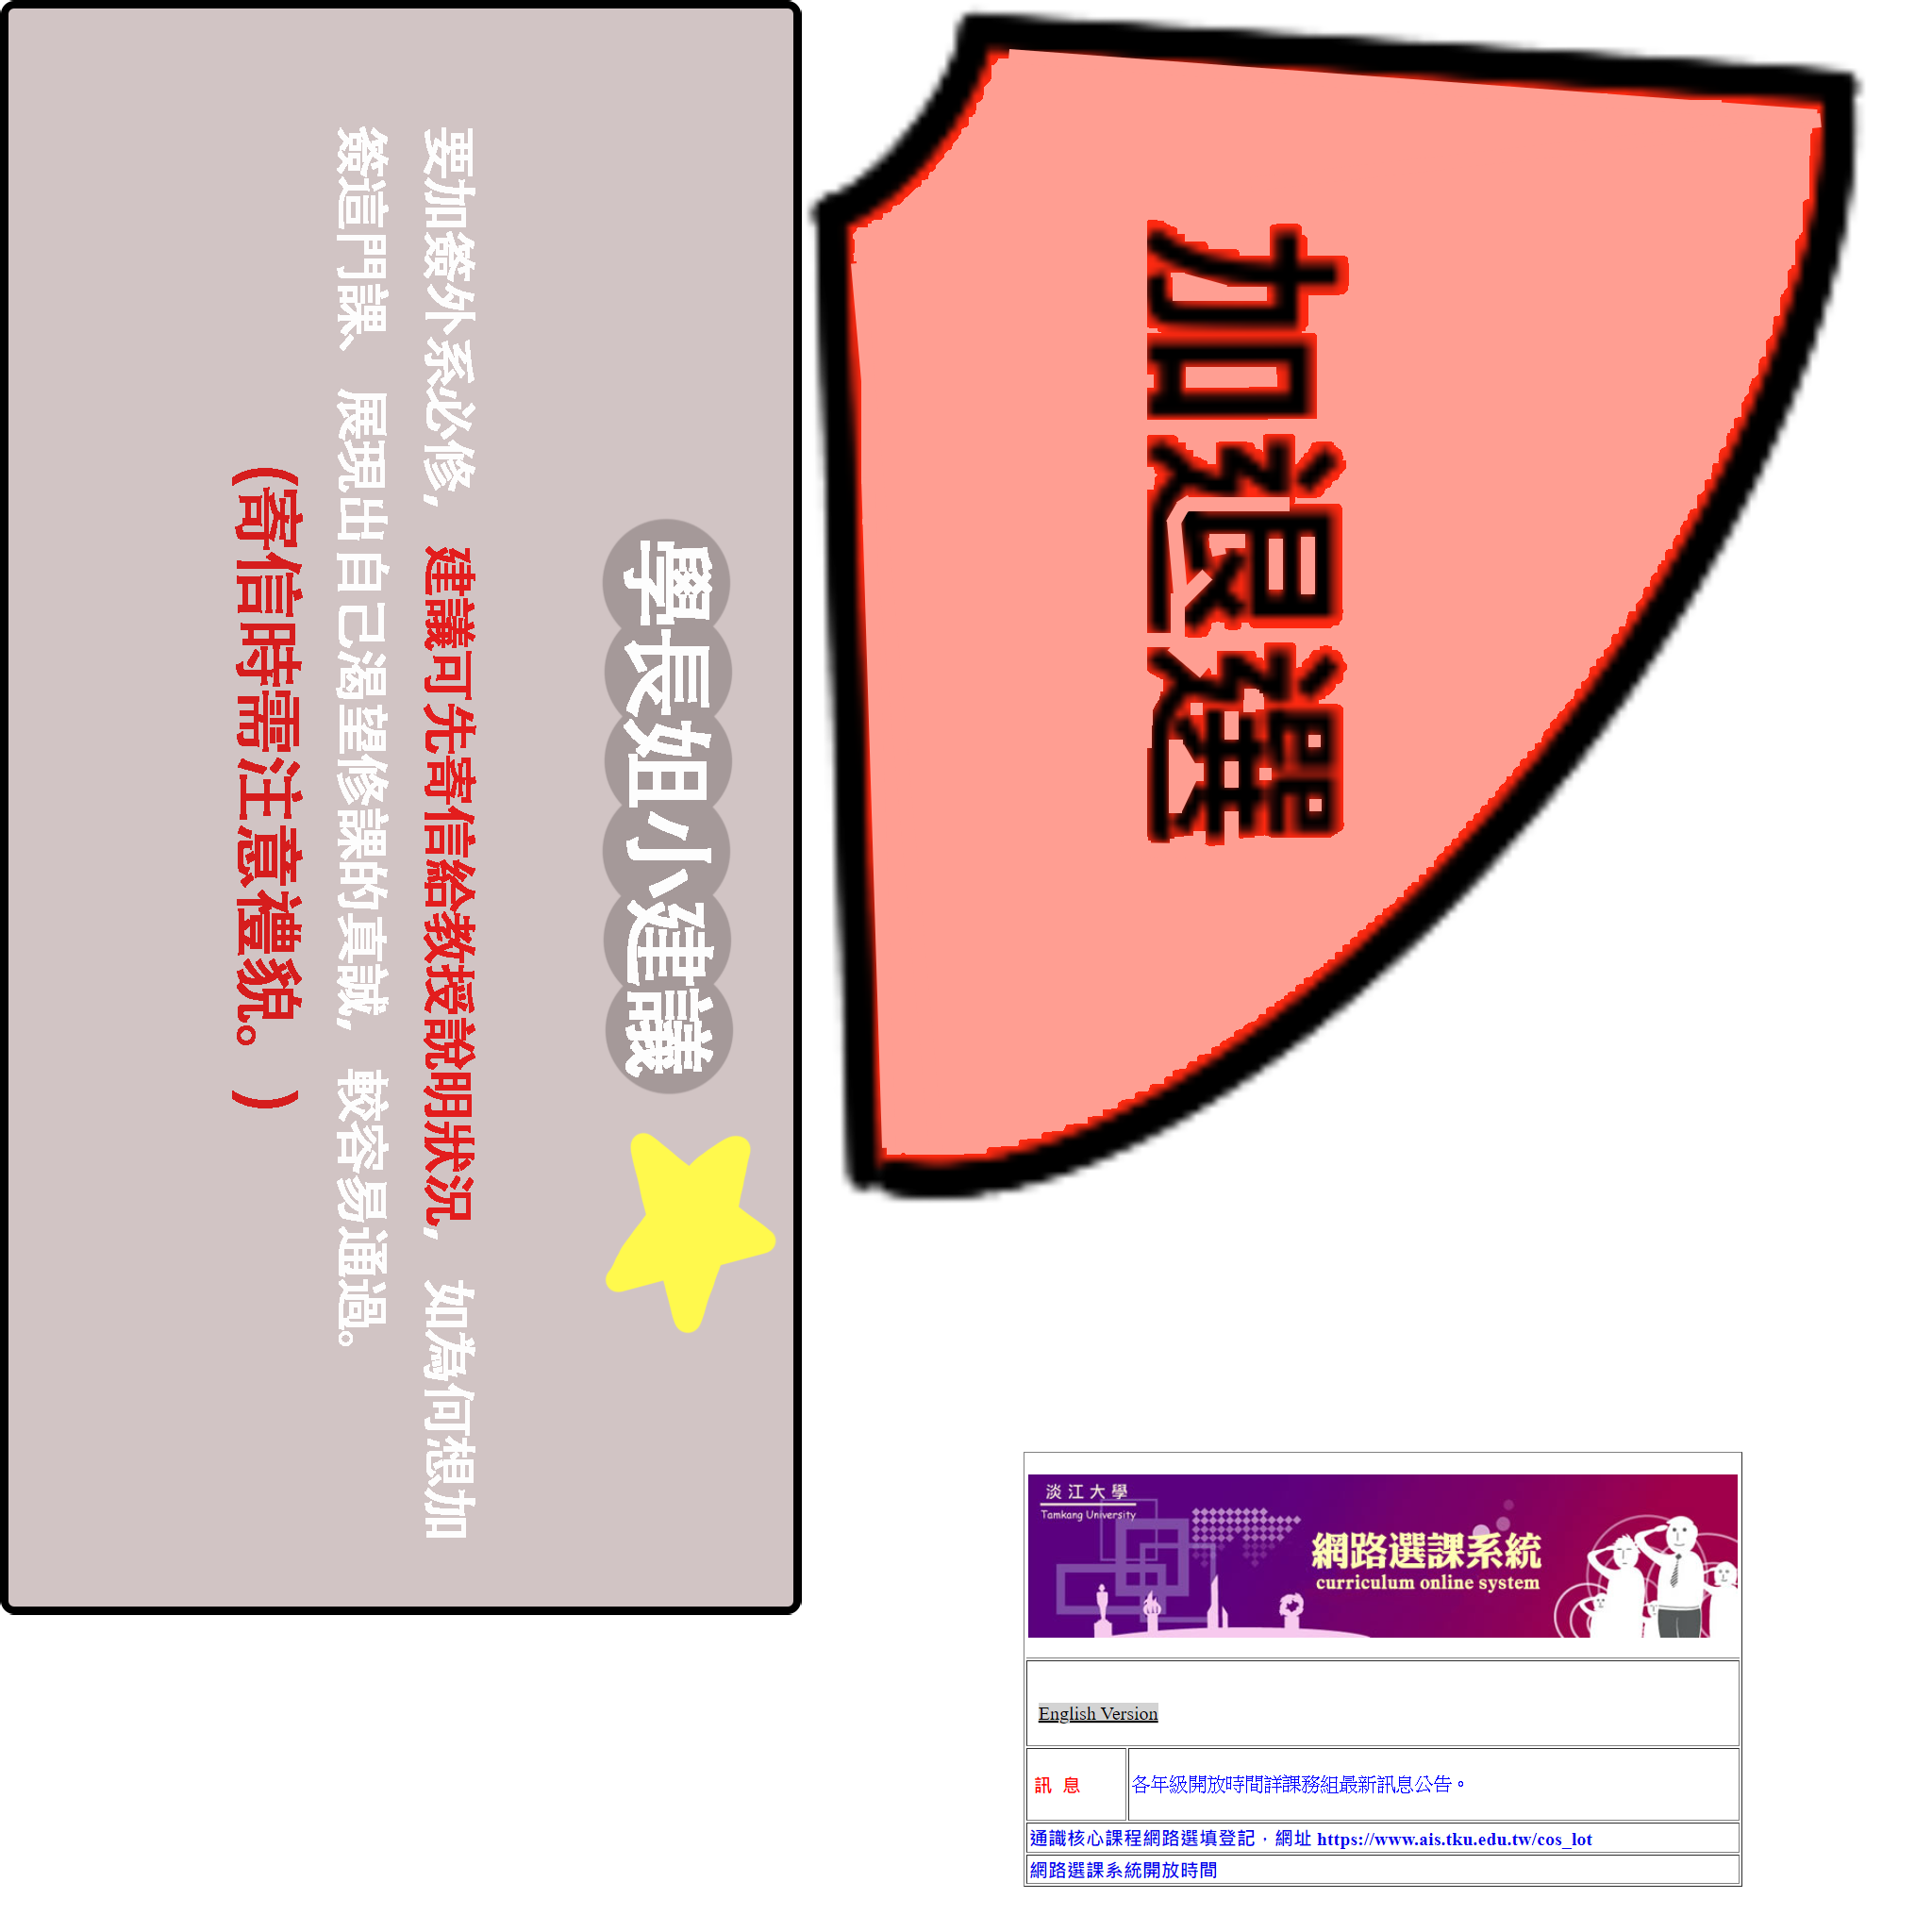 學長姐小建議
要加簽外系必修，建議可先寄信給教授說明狀況，如為何想加
簽這門課、展現出自己渴望修課的真誠，較容易通過。
（寄信時需注意禮貌。）
加退選
淡江大學
Tamkang University
網路選課系統
curriculum online system
English Version
訊 息
各年級開放時間詳課務組最新訊息公告。
通識核心課程網路選填登記，網址 https://www.ais.tku.edu.tw/cos_lot
網路選課系統開放時間